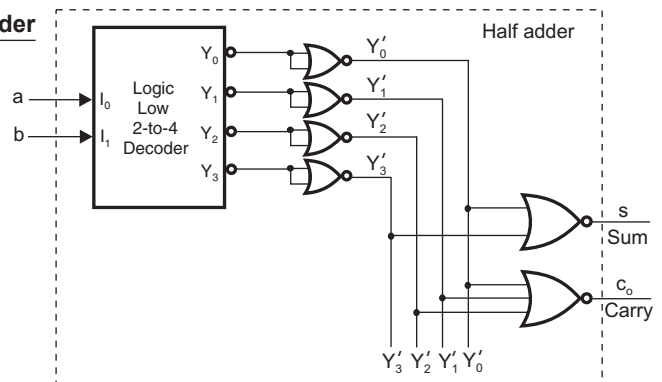 der
Half adder
a
b
I0
I1
Logic
Low
2-to-4
Decoder
Y0
Y1
Y2
Y3
Y′0
Y′1
Y′2
Y′3
s
Sum
co
Carry
Y′3 Y′2 Y′1 Y′0